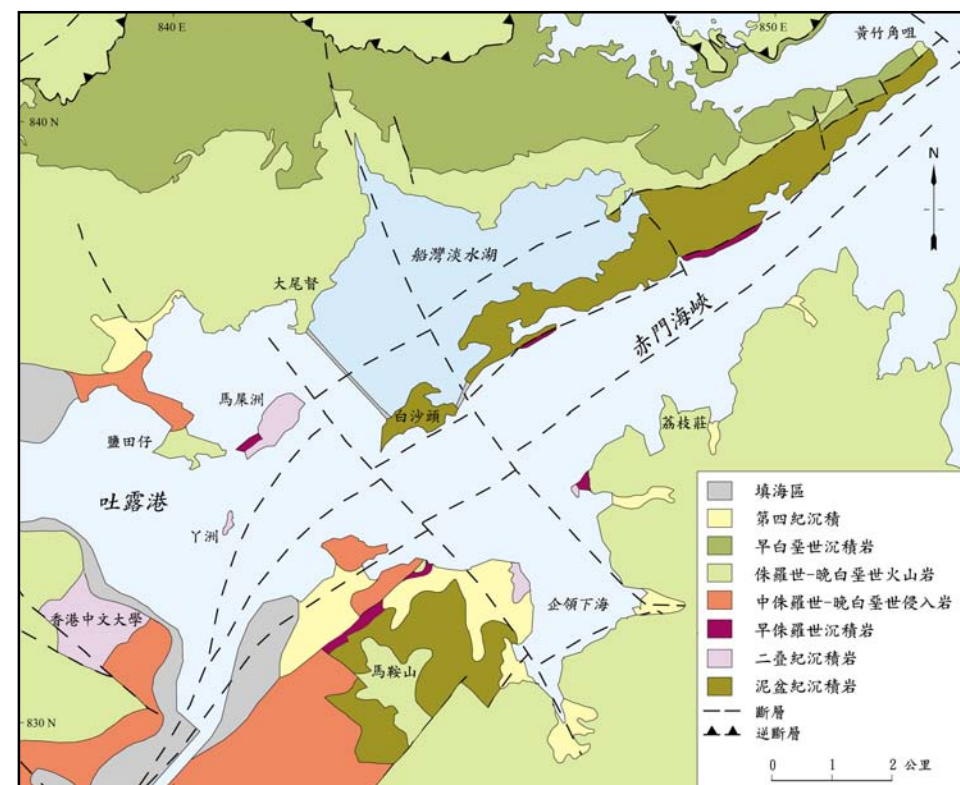 840 E
850 E
黃竹角咀
840 N
N
船灣淡水湖
大尾督
赤門海峽
馬屎洲
白沙頭
荔枝莊
鹽田仔
吐露港
丫洲
企嶺下海
香港中文大學
馬鞍山
830 N
填海區
第四紀沉積
早白堊世沉積岩
侏羅世-晚白堊世火山岩
中侏羅世-晚白堊世侵入岩
早侏羅世沉積岩
二叠紀沉積岩
泥盆紀沉積岩
斷層
逆斷層
0 1 2 公里